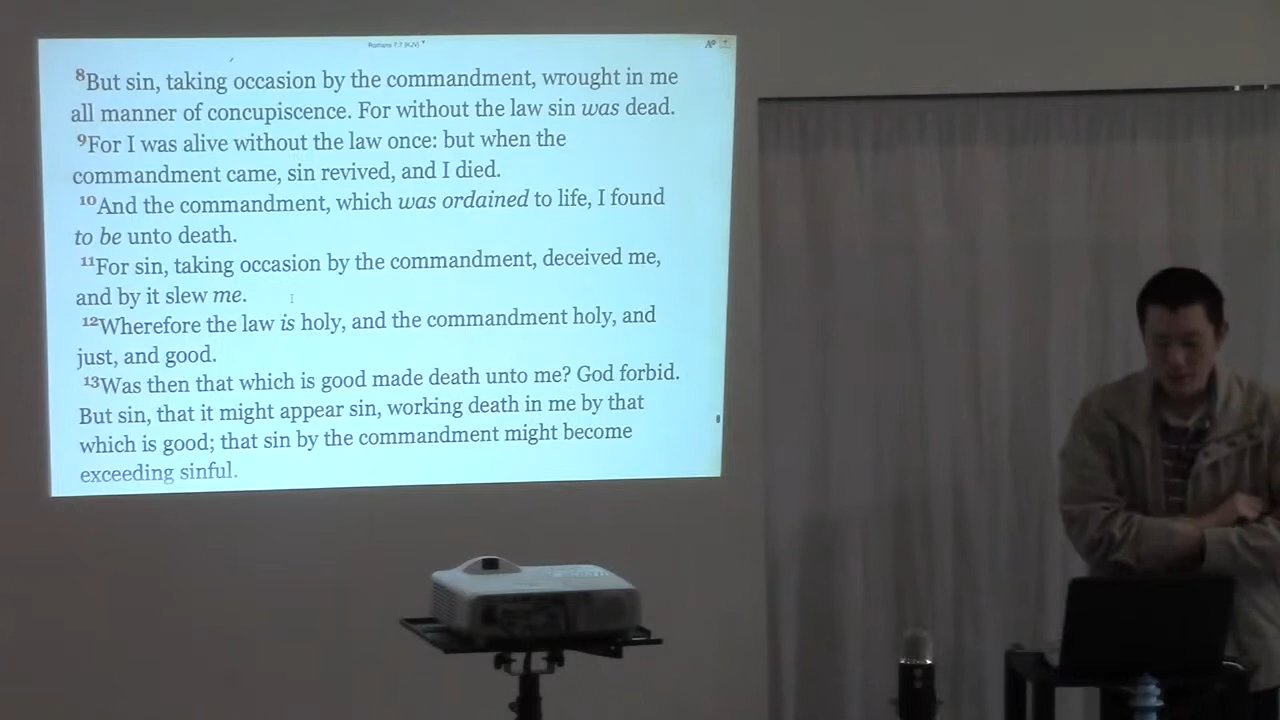 Romans 7:7 (KJV)
8But sin, taking occasion by the commandment, wrought in me
all manner of concupiscence. For without the law sin was dead.
9For I was alive without the law once: but when the
commandment came, sin revived, and I died.
10And the commandment, which was ordained to life, I found
to be unto death.
11For sin, taking occasion by the commandment, deceived me,
and by it slew me.
12Wherefore the law is holy, and the commandment holy, and
just, and good.
13Was then that which is good made death unto me? God forbid.
But sin, that it might appear sin, working death in me by that
which is good; that sin by the commandment might become
exceeding sinful.